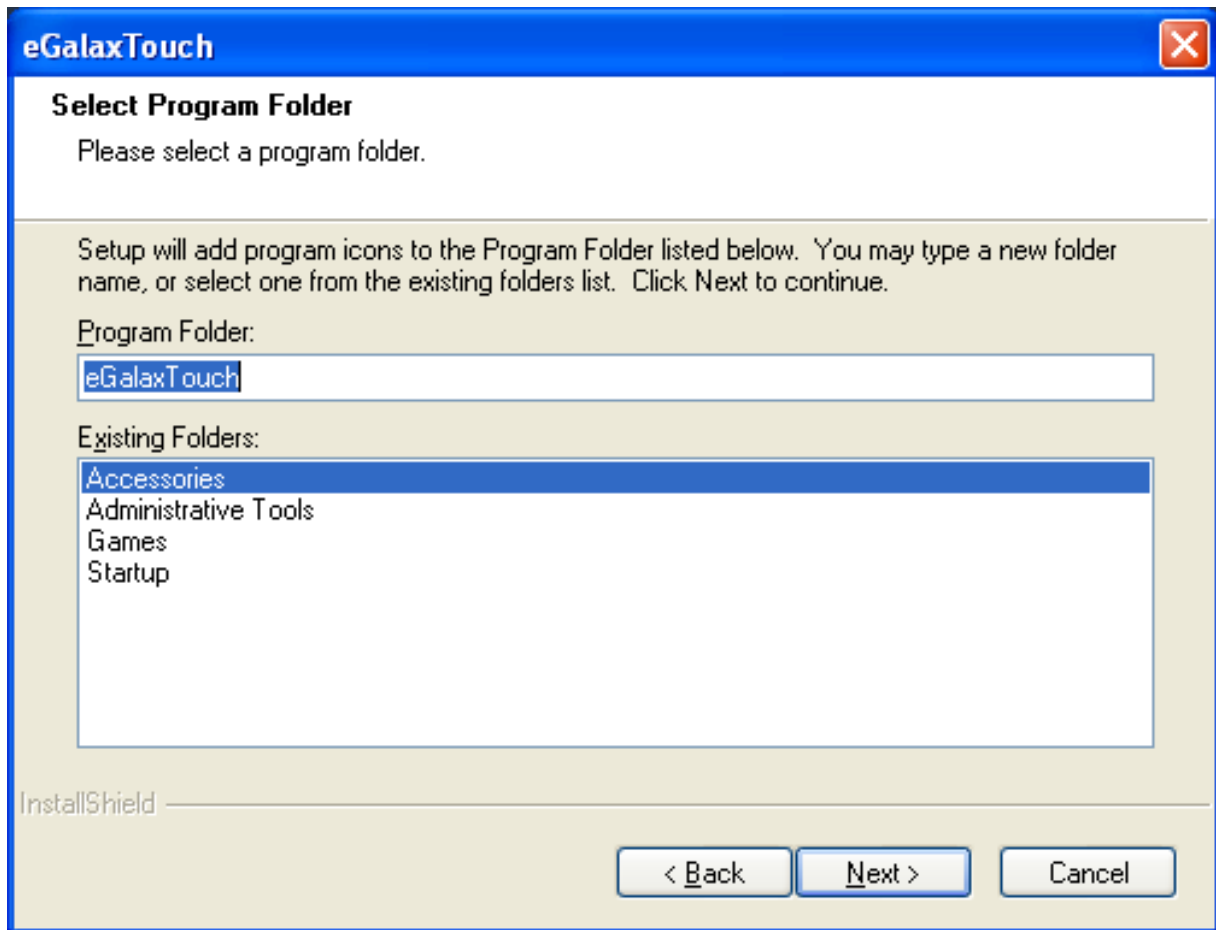 eGalaxTouch
Select Program Folder
Please select a program folder.
Setup will add program icons to the Program Folder listed below.  You may type a new folder
name, or select one from the existing folders list.  Click Next to continue.
Program Folder:
eGalaxTouch
Existing Folders:
Accessories
Administrative Tools
Games
Startup
InstallShield
< Back
Next >
Cancel